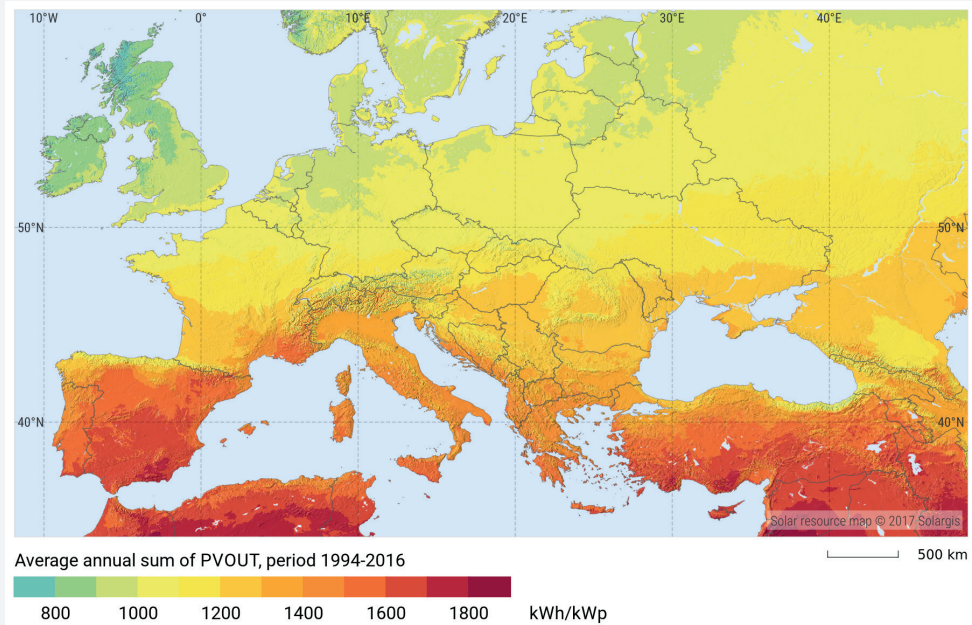 10°W 0° 10°E 20°E 30°E 40°E
50°N 50°N
40°N 40°N
Solar resource map © 2017 Solargis
Average annual sum of PVOUT, period 1994-2016
500 km
800 1000 1200 1400 1600 1800 kWh/kWp